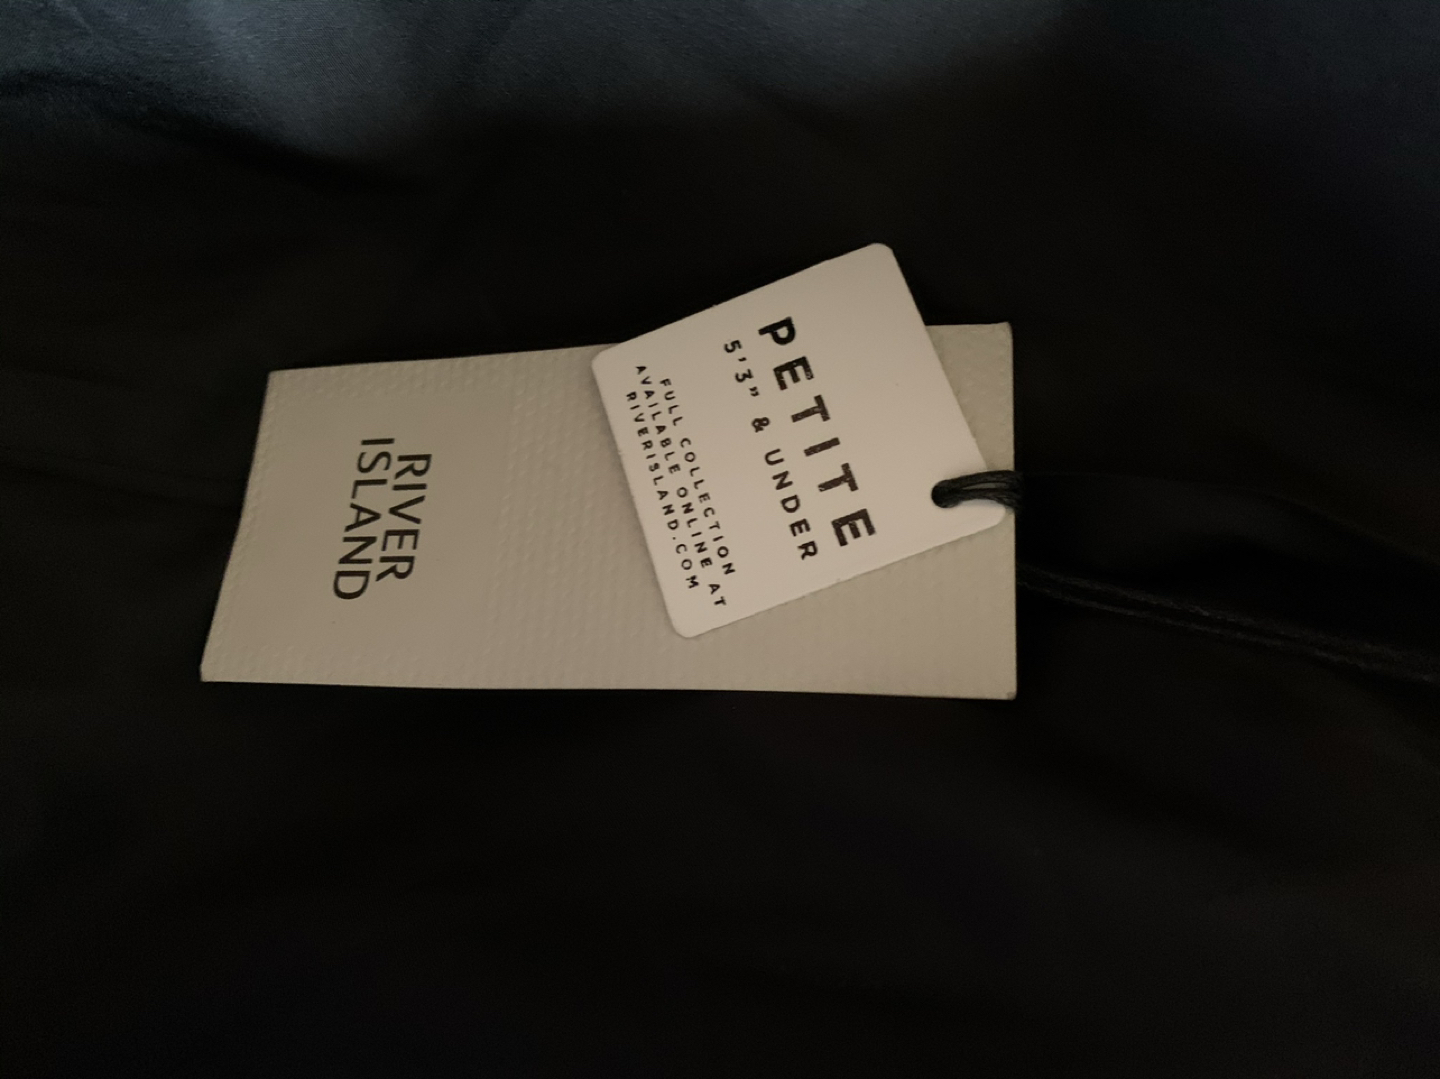 PETITE
5'3" & UNDER
FULL COLLECTION
AVAILABLE ONLINE AT
RIVERISLAND.COM
RIVER
ISLAND